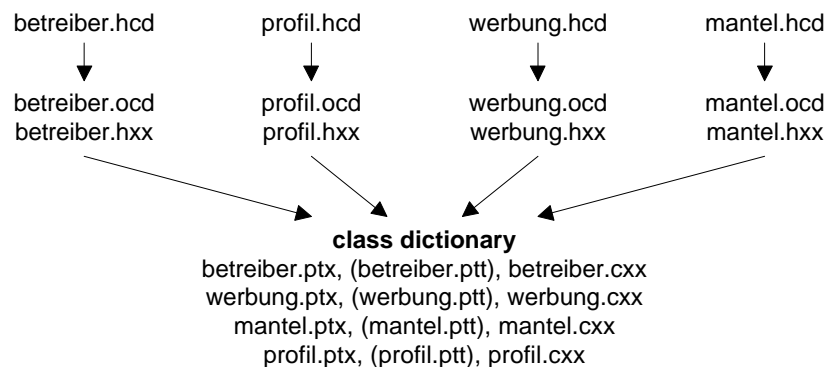 betreiber.hcd profil.hcd werbung.hcd mantel.hcd
betreiber.ocd profil.ocd werbung.ocd mantel.ocd
betreiber.hxx profil.hxx werbung.hxx mantel.hxx
class dictionary
betreiber.ptx, (betreiber.ptt), betreiber.cxx
werbung.ptx, (werbung.ptt), werbung.cxx
mantel.ptx, (mantel.ptt), mantel.cxx
profil.ptx, (profil.ptt), profil.cxx